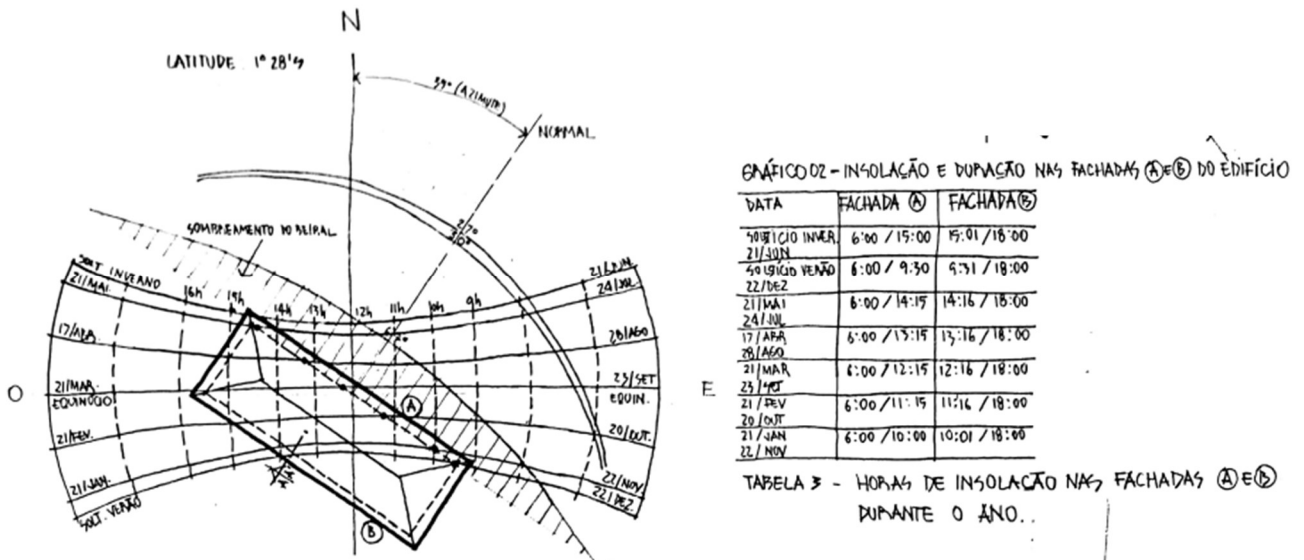 N
LATITUDE 1º 28's
(AZIMUTE)
NORMAL
SOMBREAMENTO DO BEIRAL
SOLT INVERNO
21/MAI
17/ABR
21/MAR.
EQUINÓCIO
21/FEV.
21/JAN.
SOLT. VERÃO
16h 15h 14h 13h 12h 11h 10h 9h
21/JUN.
24/JUL
28/AGO
23/SET
EQUIN.
20/OUT.
22/NOV
22/DEZ
O
E
A
B
GRÁFICO 02 - INSOLAÇÃO E DURAÇÃO NAS FACHADAS A E B DO EDIFÍCIO
DATA FACHADA A FACHADA B
SOLSTÍCIO INVER. 6:00 / 15:00 15:01 / 18:00
21/JUN
SOLSTÍCIO VERÃO 6:00 / 9:30 9:31 / 18:00
22/DEZ
21/MAI 6:00 / 14:15 14:16 / 18:00
24/JUL
17/ABR 6:00 / 13:15 13:16 / 18:00
28/AGO
21/MAR 6:00 / 12:15 12:16 / 18:00
23/SET
21/FEV 6:00 / 11:15 11:16 / 18:00
20/OUT
21/JAN 6:00 / 10:00 10:01 / 18:00
22/NOV
TABELA 3 - HORAS DE INSOLAÇÃO NAS FACHADAS A E B
DURANTE O ANO..